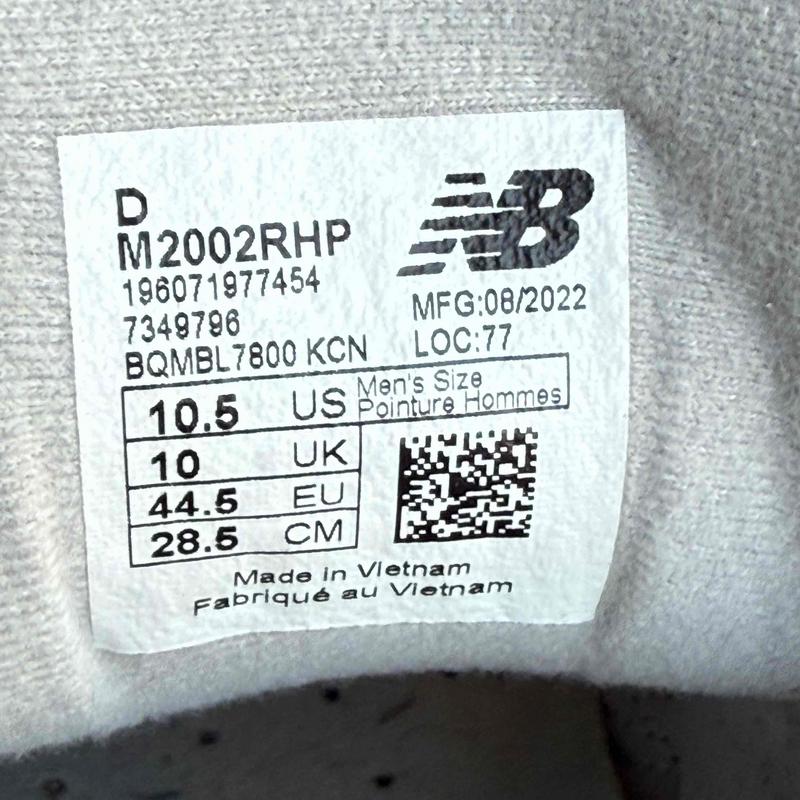 D
M2002RHP
196071977454
7349796
BQMBL7800 KCN
NB
MFG:08/2022
LOC:77
10.5 US Men's Size
Pointure Hommes
10 UK
44.5 EU
28.5 CM
Made in Vietnam
Fabriqué au Vietnam